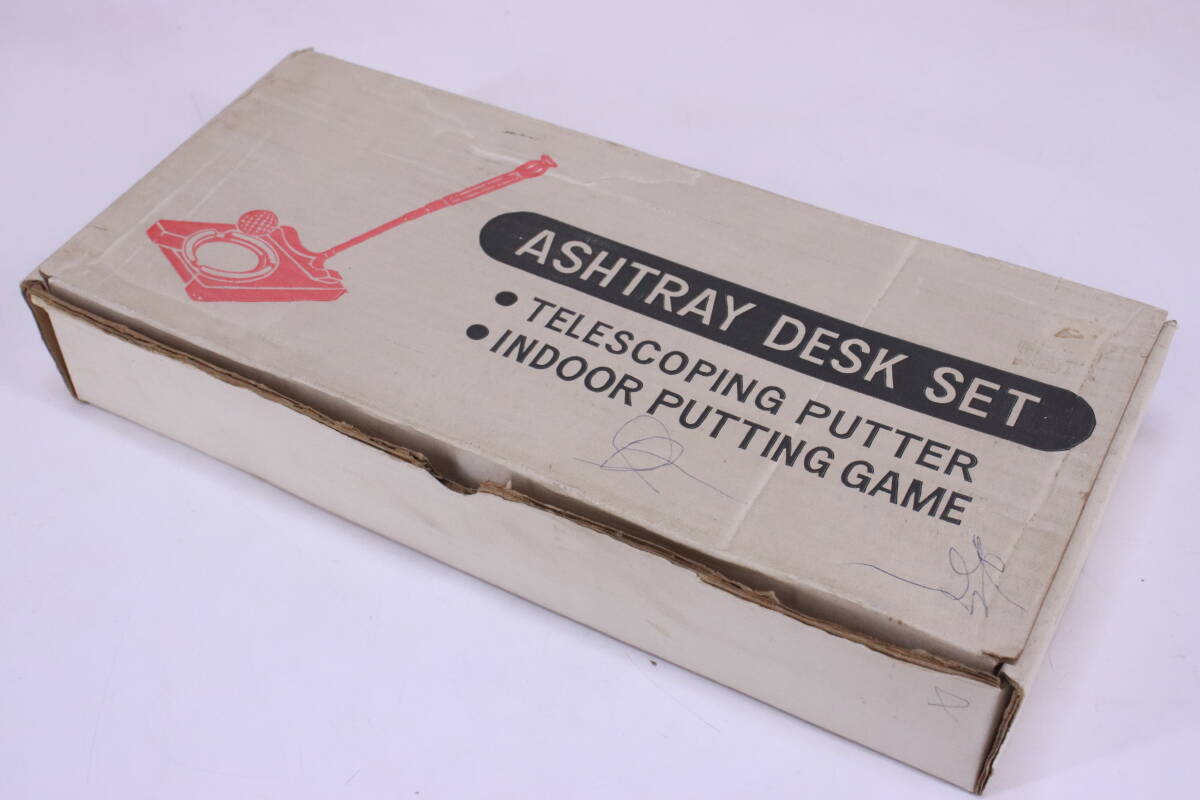 ASHTRAY DESK SET
• TELESCOPING PUTTER
• INDOOR PUTTING GAME